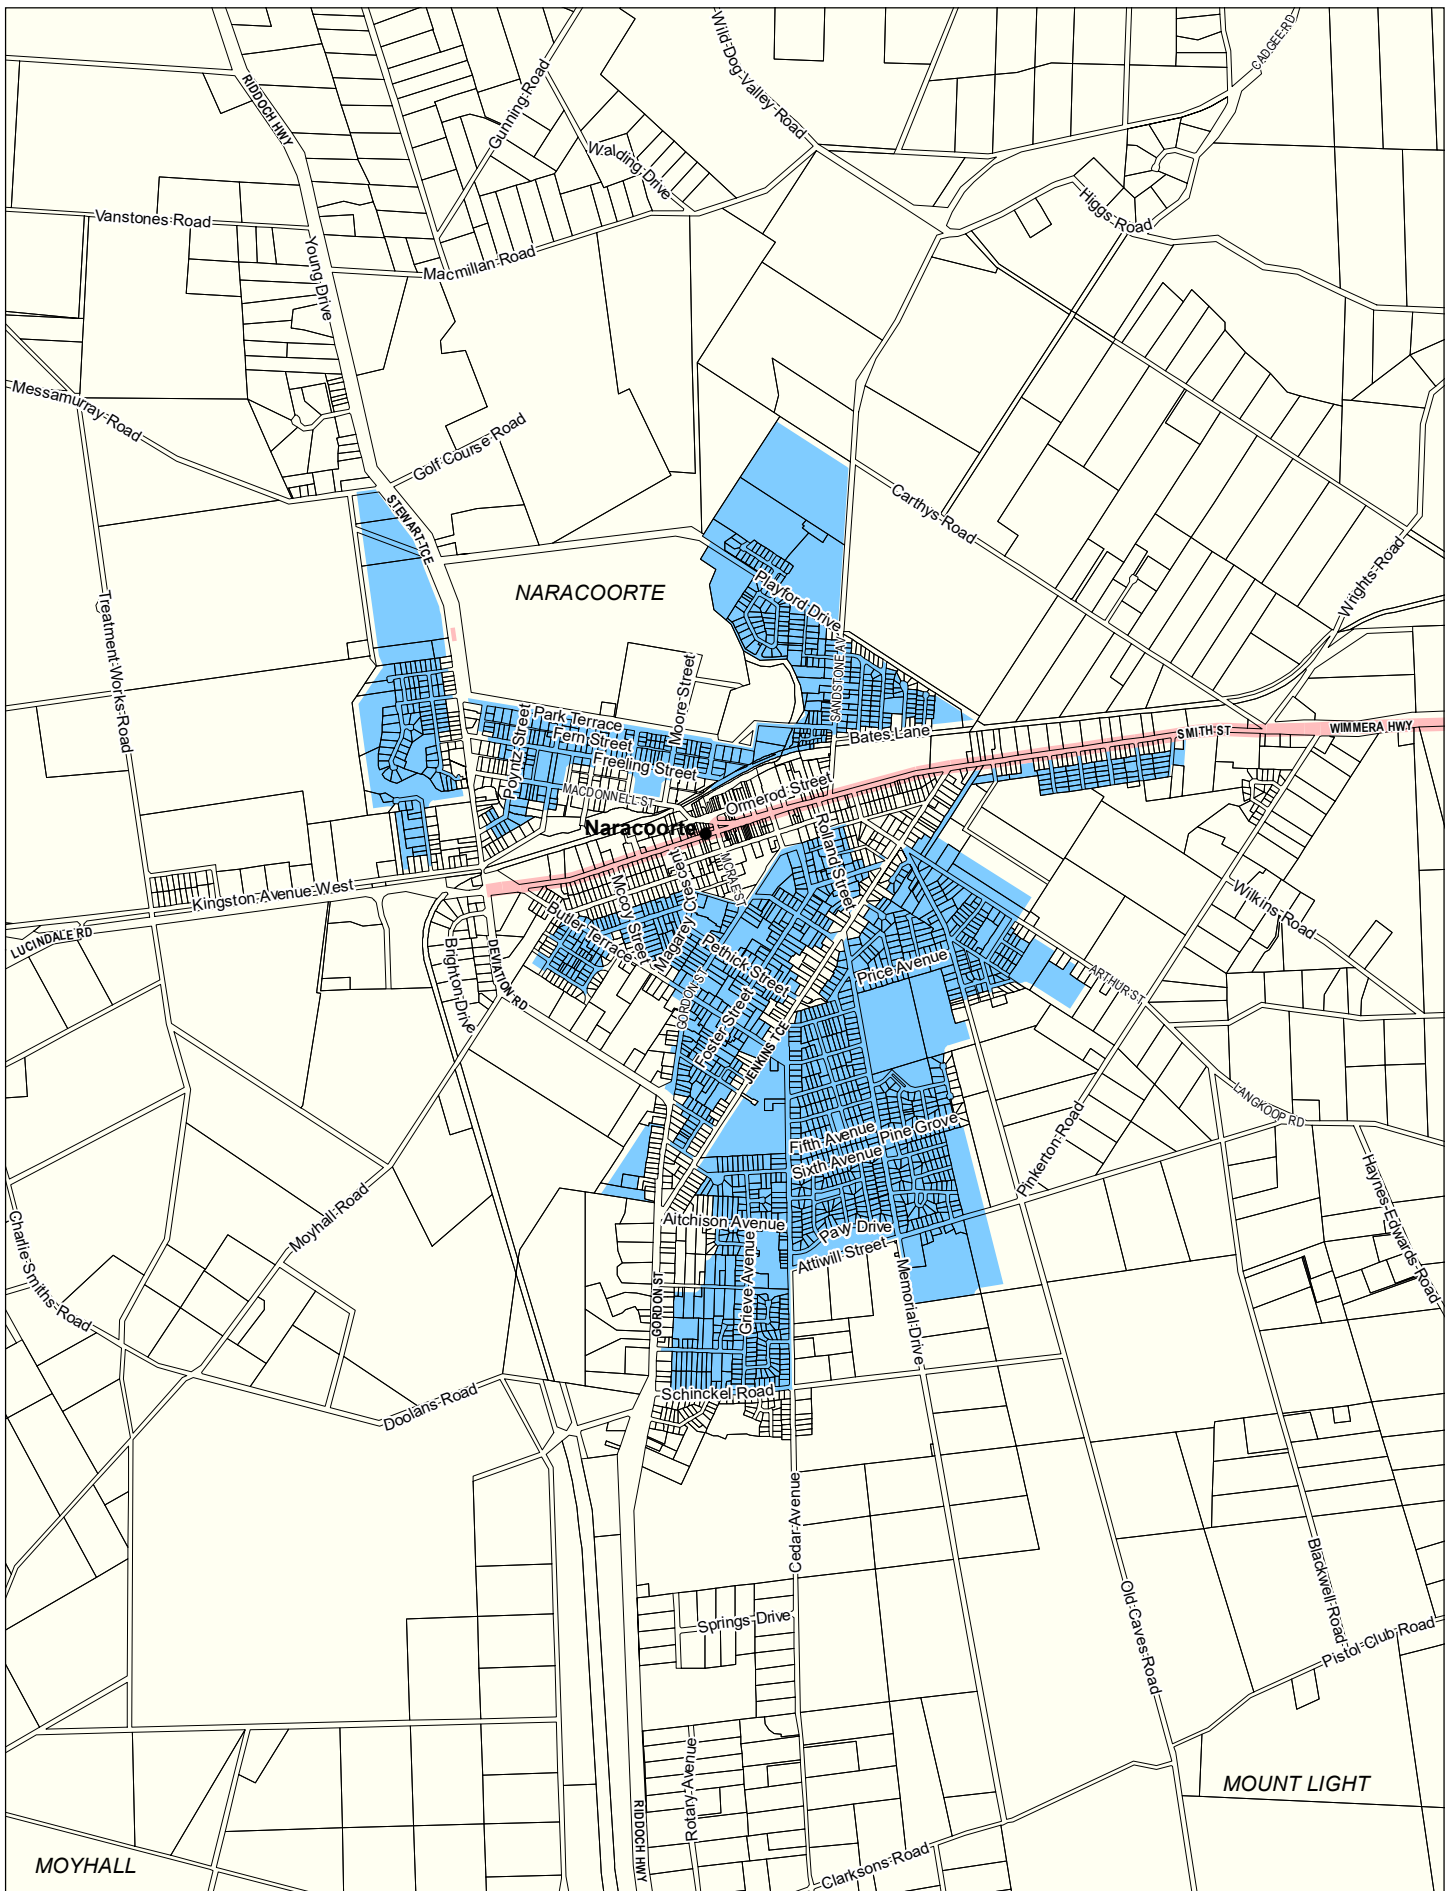 Wild Dog Valley Road
CADGEE RD
RIDDOCH HWY
Gunning Road
Walding Drive
Vanstones Road
Higgs Road
Young Drive
Macmillan Road
Messamurray Road
Golf Course Road
STEWART TCE
Carthys Road
NARACOORTE
Playford Drive
Wrights Road
Treatment Works Road
SANDSTONE AV
Moore Street
Park Terrace
Poyntz Street
Fern Street
Freeling Street
Bates Lane
SMITH ST
WIMMERA HWY
MACDONNELL ST
Ormerod Street
Naracoorte
Rolland Street
MCRAE ST
Kingston Avenue West
Mccoy Street
Magarey Crescent
Butler Terrace
Wilkins Road
LUCINDALE RD
Brighton Drive
DEVIATION RD
Pethick Street
Price Avenue
ARTHUR ST
GORDON ST
Foster Street
JENKINS TCE
LANGKOOP RD
Fifth Avenue
Pine Grove
Sixth Avenue
Pinkerton Road
Haynes Edwards Road
Charlie Smiths Road
Moyhall Road
Aitchison Avenue
Pavy Drive
Attiwill Street
Grieve Avenue
Memorial Drive
GORDON ST
Schinckel Road
Doolans Road
Cedar Avenue
Blackwell Road
Old Caves Road
Springs Drive
Pistol Club Road
Rotary Avenue
MOUNT LIGHT
RIDDOCH HWY
MOYHALL
Clarksons Road